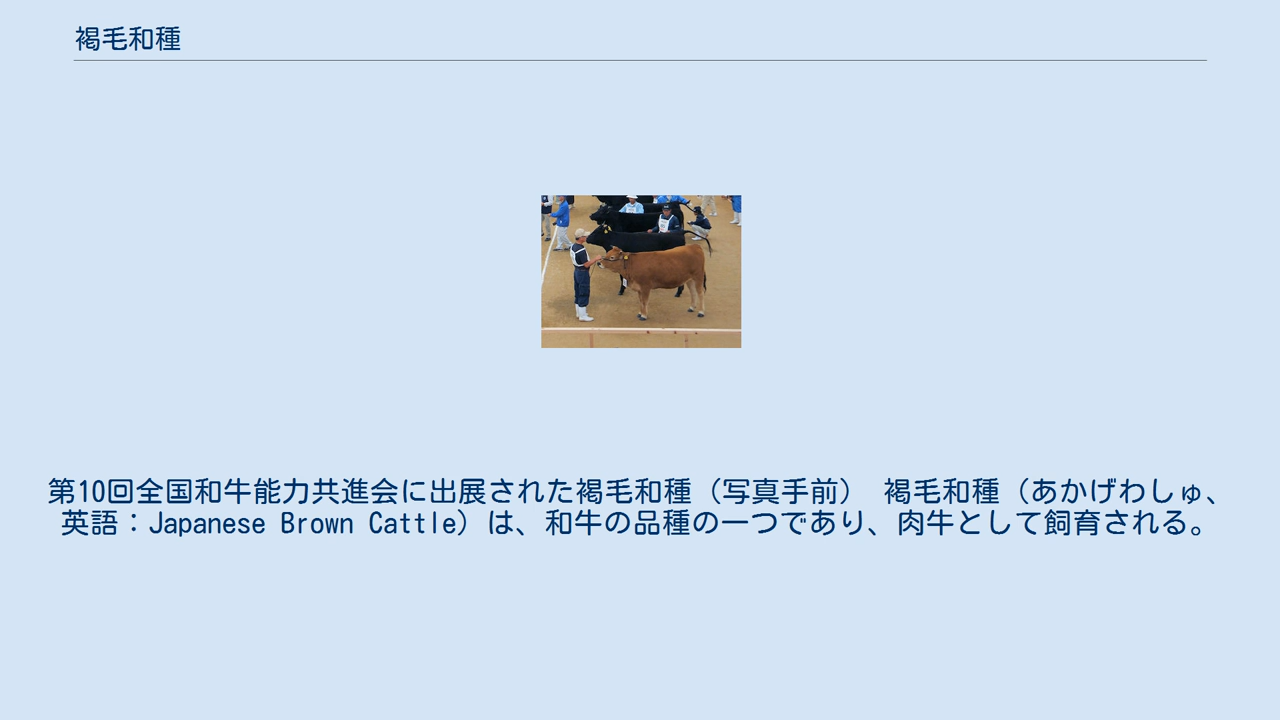 褐毛和種
第10回全国和牛能力共進会に出展された褐毛和種（写真手前） 褐毛和種（あかげわしゅ、
英語：Japanese Brown Cattle）は、和牛の品種の一つであり、肉牛として飼育される。